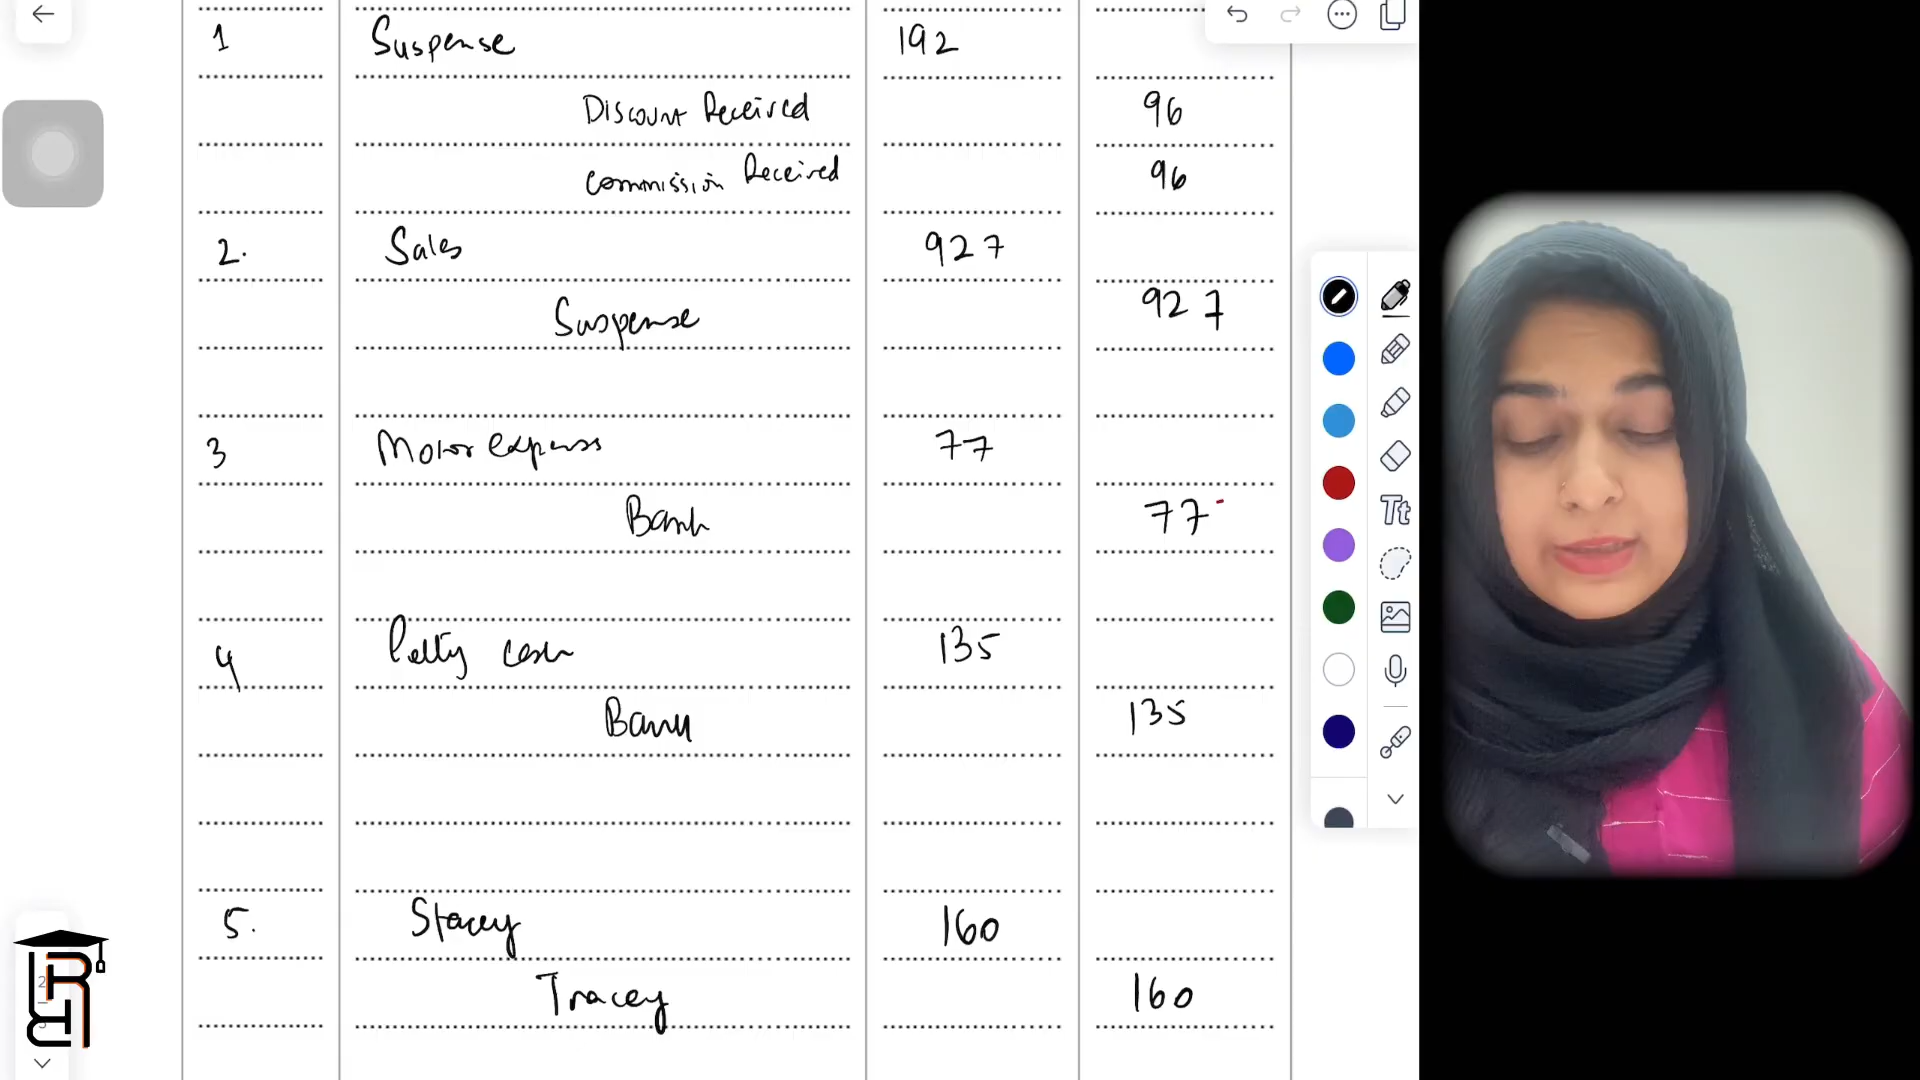 1 Suspense 192
Discount Received 96
Commission Received 96
2. Sales 927
Suspense 927
3 Motor expenses 77
Bank 77
4 Petty cash 135
Bank 135
5. Stacey 160
Tracey 160
Tt